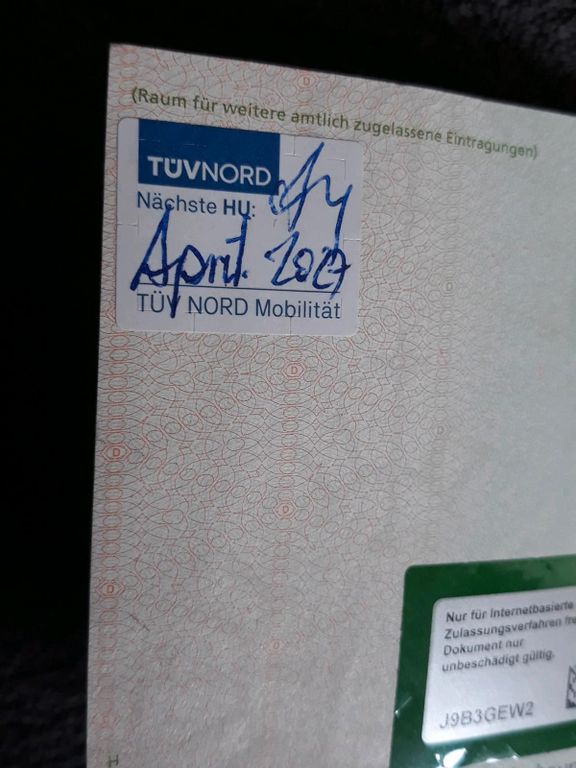 (Raum für weitere amtlich zugelassene Eintragungen)
TÜVNORD
Nächste HU:
April. 2027
TÜV NORD Mobilität
Nur für Internetbasierte
Zulassungsverfahren
Dokument nur
unbeschädigt gültig.
J9B3GEW2
H